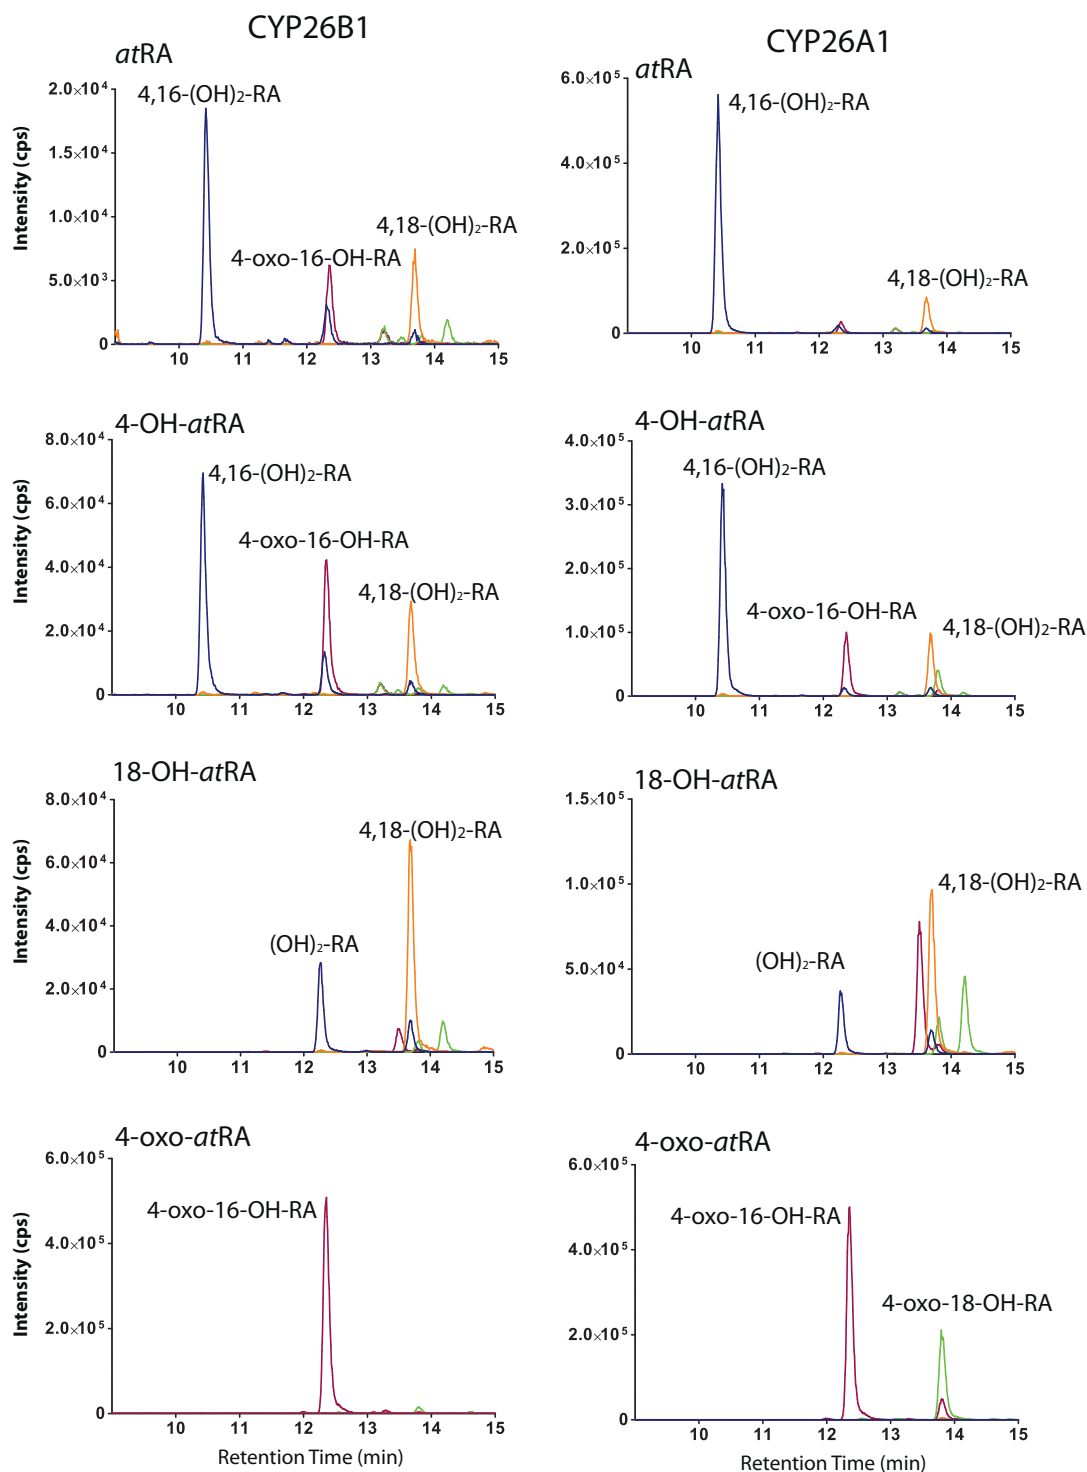 CYP26B1
CYP26A1
atRA
2.0×10⁴
1.5×10⁴
1.0×10⁴
5.0×10³
0
Intensity (cps)
4,16-(OH)₂-RA
4-oxo-16-OH-RA
4,18-(OH)₂-RA
10 11 12 13 14 15
atRA
6.0×10⁵
4.0×10⁵
2.0×10⁵
0
4,16-(OH)₂-RA
4,18-(OH)₂-RA
10 11 12 13 14 15
4-OH-atRA
8.0×10⁴
6.0×10⁴
4.0×10⁴
2.0×10⁴
0
Intensity (cps)
4,16-(OH)₂-RA
4-oxo-16-OH-RA
4,18-(OH)₂-RA
10 11 12 13 14 15
4-OH-atRA
4.0×10⁵
3.0×10⁵
2.0×10⁵
1.0×10⁵
0
4,16-(OH)₂-RA
4-oxo-16-OH-RA
4,18-(OH)₂-RA
10 11 12 13 14 15
18-OH-atRA
8.0×10⁴
6.0×10⁴
4.0×10⁴
2.0×10⁴
0
Intensity (cps)
4,18-(OH)₂-RA
(OH)₂-RA
10 11 12 13 14 15
18-OH-atRA
1.5×10⁵
1.0×10⁵
5.0×10⁴
0
4,18-(OH)₂-RA
(OH)₂-RA
10 11 12 13 14 15
4-oxo-atRA
6.0×10⁵
4.0×10⁵
2.0×10⁵
0
Intensity (cps)
4-oxo-16-OH-RA
10 11 12 13 14 15
Retention Time (min)
4-oxo-atRA
6.0×10⁵
4.0×10⁵
2.0×10⁵
0
4-oxo-16-OH-RA
4-oxo-18-OH-RA
10 11 12 13 14 15
Retention Time (min)